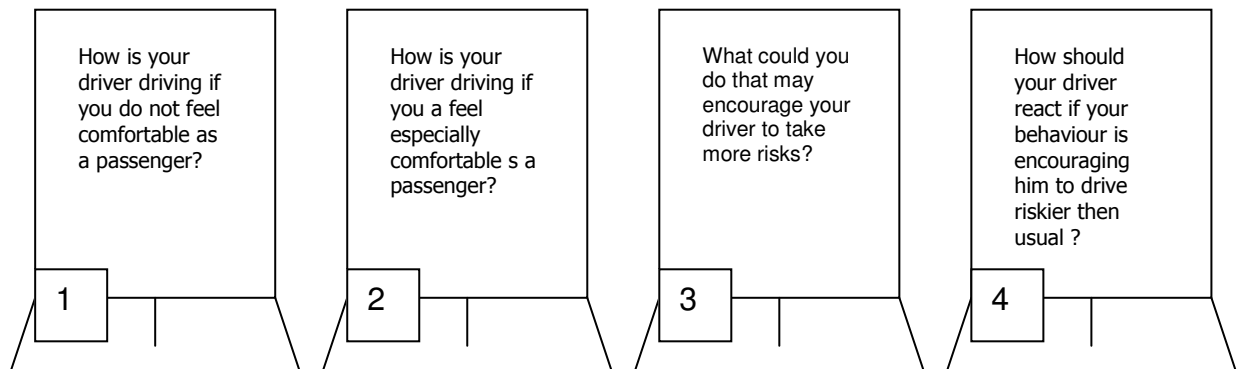 How is your
driver driving if
you do not feel
comfortable as
a passenger?
1
How is your
driver driving if
you a feel
especially
comfortable s a
passenger?
2
What could you
do that may
encourage your
driver to take
more risks?
3
How should
your driver
react if your
behaviour is
encouraging
him to drive
riskier then
usual ?
4